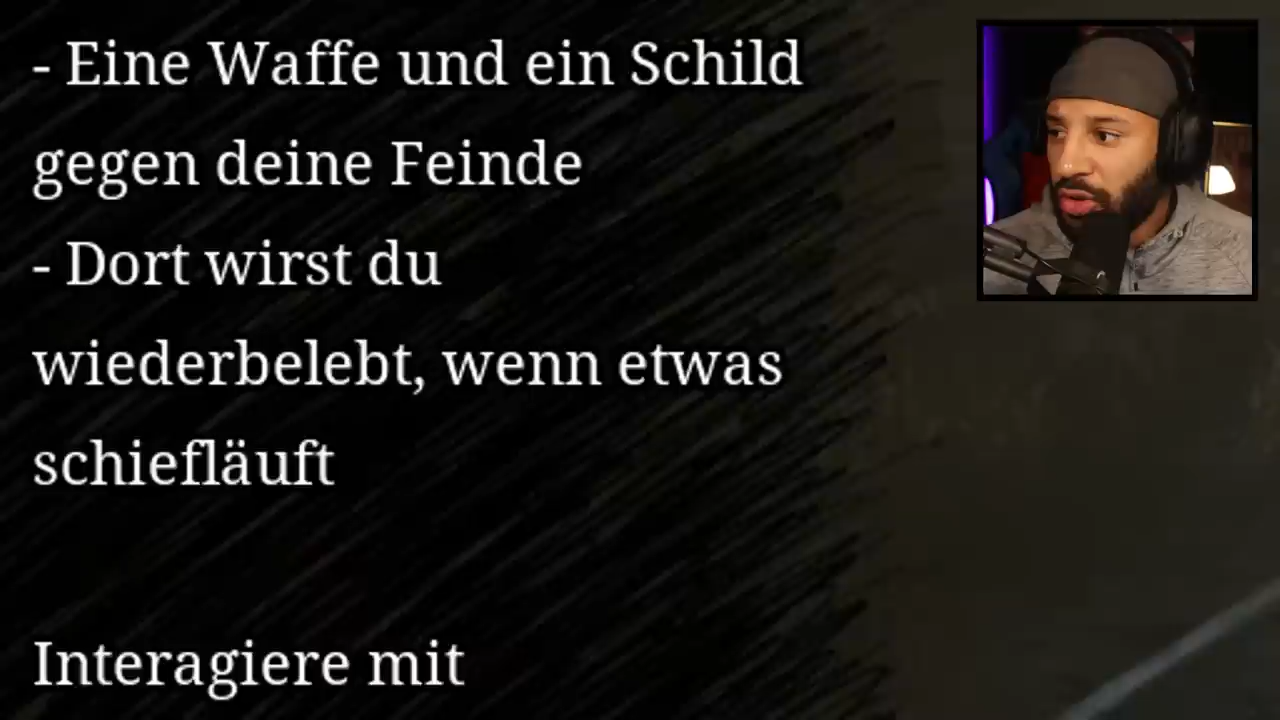 - Eine Waffe und ein Schild
gegen deine Feinde
- Dort wirst du
wiederbelebt, wenn etwas
schiefläuft
Interagiere mit